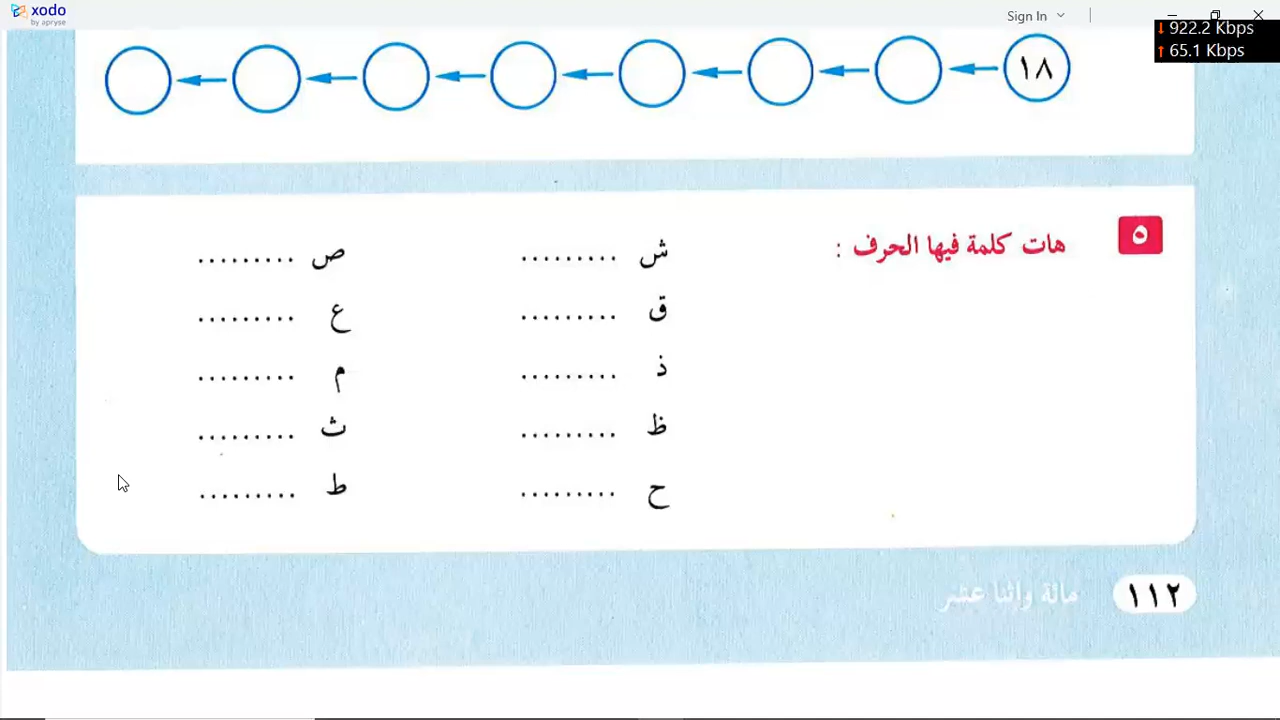 xodo
by apryse
Sign In
922.2 Kbps
65.1 Kbps
١٨
٥ هات كلمة فيها الحرف :
ش ......... ص .........
ق ......... ع .........
ذ ......... م .........
ظ ......... ث .........
ح ......... ط .........
١١٢ مائة واثنا عشر